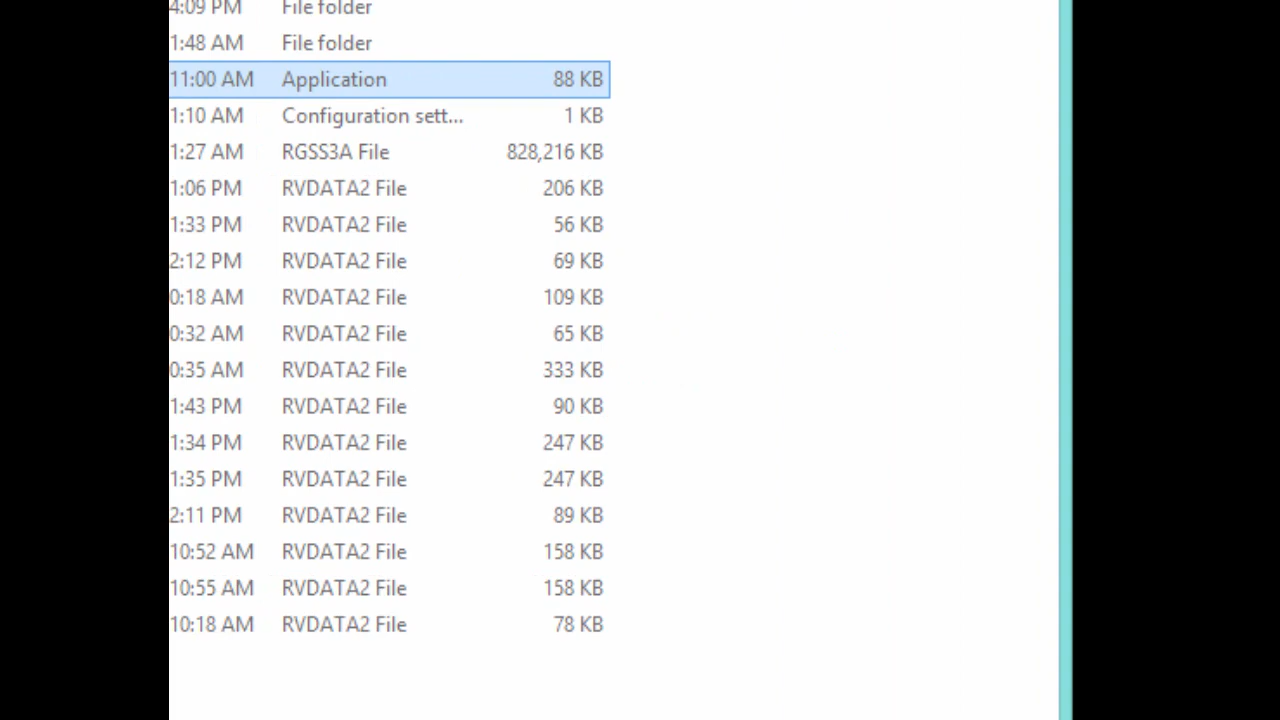 4:09 PM File folder
1:48 AM File folder
11:00 AM Application 88 KB
1:10 AM Configuration sett... 1 KB
1:27 AM RGSS3A File 828,216 KB
1:06 PM RVDATA2 File 206 KB
1:33 PM RVDATA2 File 56 KB
2:12 PM RVDATA2 File 69 KB
0:18 AM RVDATA2 File 109 KB
0:32 AM RVDATA2 File 65 KB
0:35 AM RVDATA2 File 333 KB
1:43 PM RVDATA2 File 90 KB
1:34 PM RVDATA2 File 247 KB
1:35 PM RVDATA2 File 247 KB
2:11 PM RVDATA2 File 89 KB
10:52 AM RVDATA2 File 158 KB
10:55 AM RVDATA2 File 158 KB
10:18 AM RVDATA2 File 78 KB